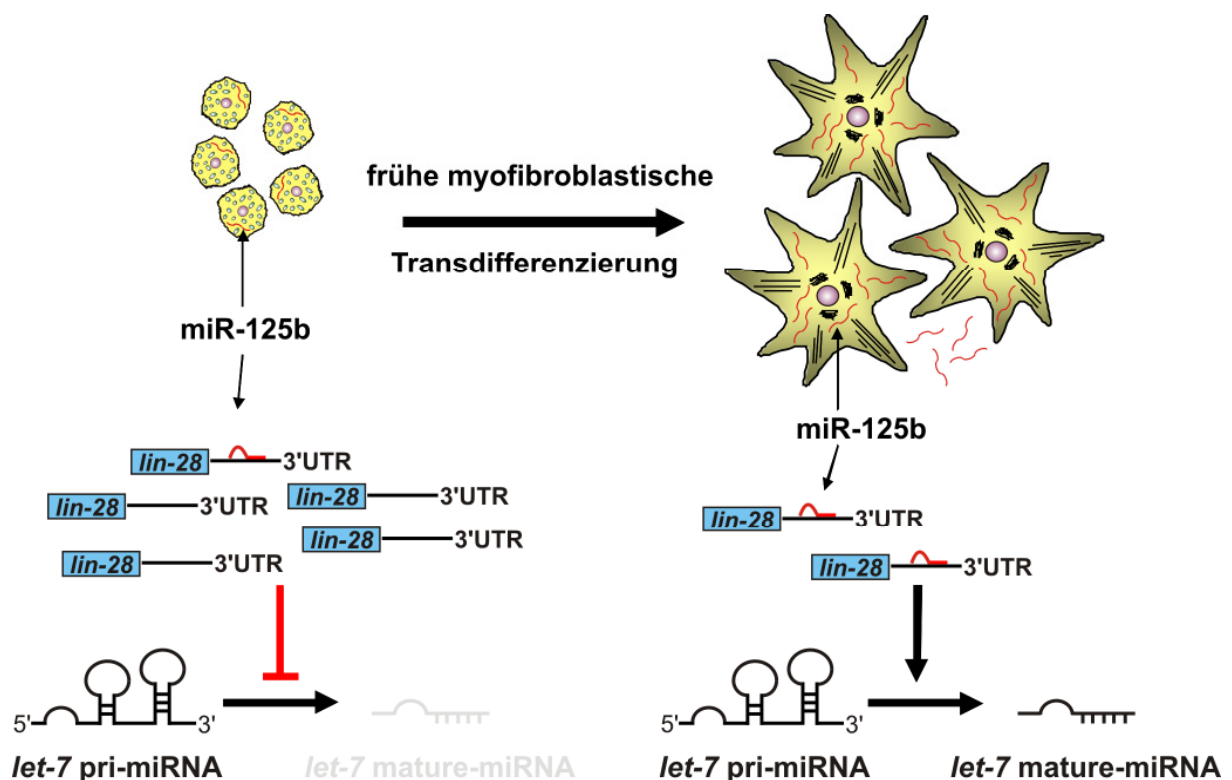 frühe myofibroblastische
Transdifferenzierung
miR-125b
lin-28 3'UTR
lin-28 3'UTR
lin-28 3'UTR
lin-28 3'UTR
lin-28 3'UTR
5' 3'
let-7 pri-miRNA
let-7 mature-miRNA
miR-125b
lin-28 3'UTR
lin-28 3'UTR
5' 3'
let-7 pri-miRNA
let-7 mature-miRNA